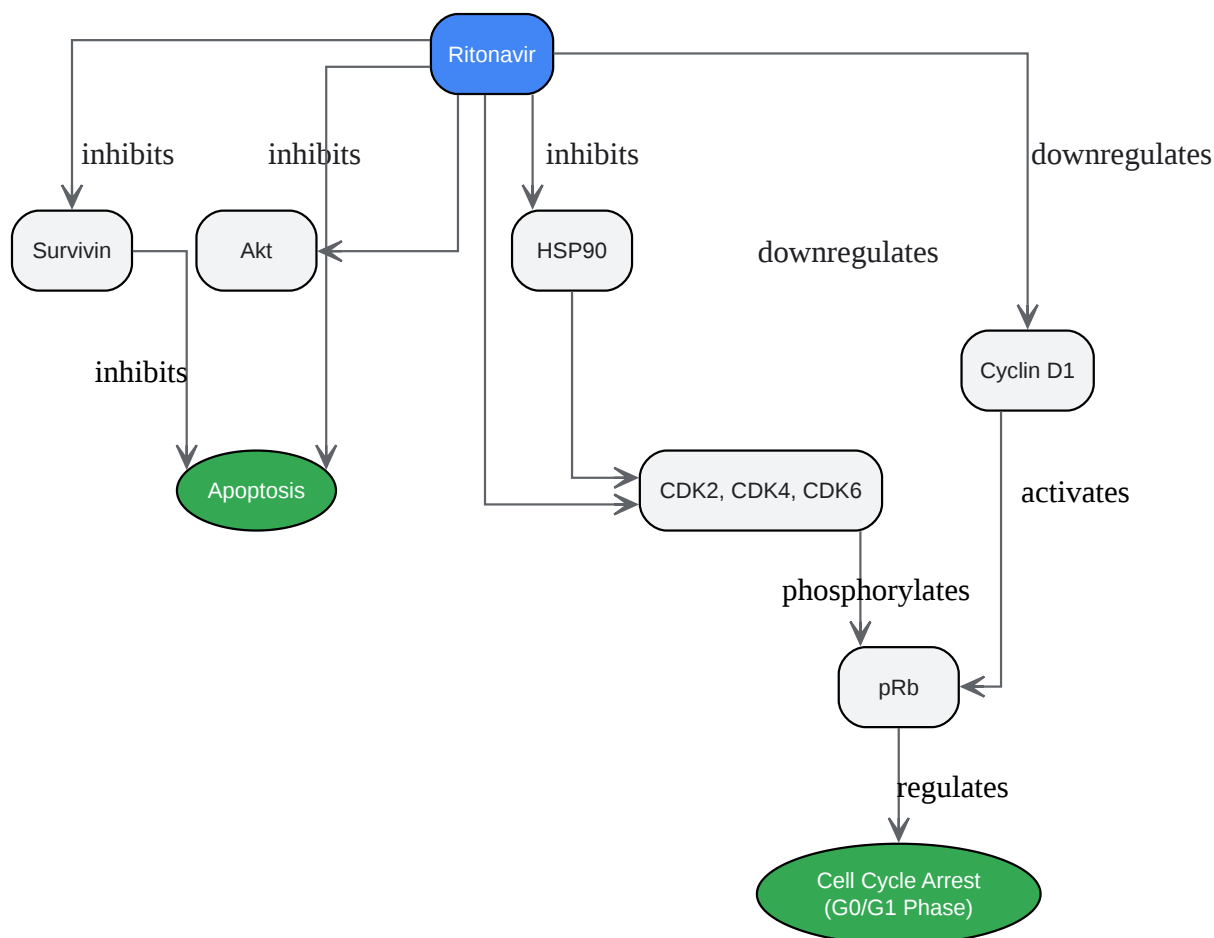 Ritonavir
inhibits
inhibits
inhibits
downregulates
Survivin
Akt
HSP90
downregulates
inhibits
Cyclin D1
Apoptosis
CDK2, CDK4, CDK6
activates
phosphorylates
pRb
regulates
Cell Cycle Arrest
(G0/G1 Phase)